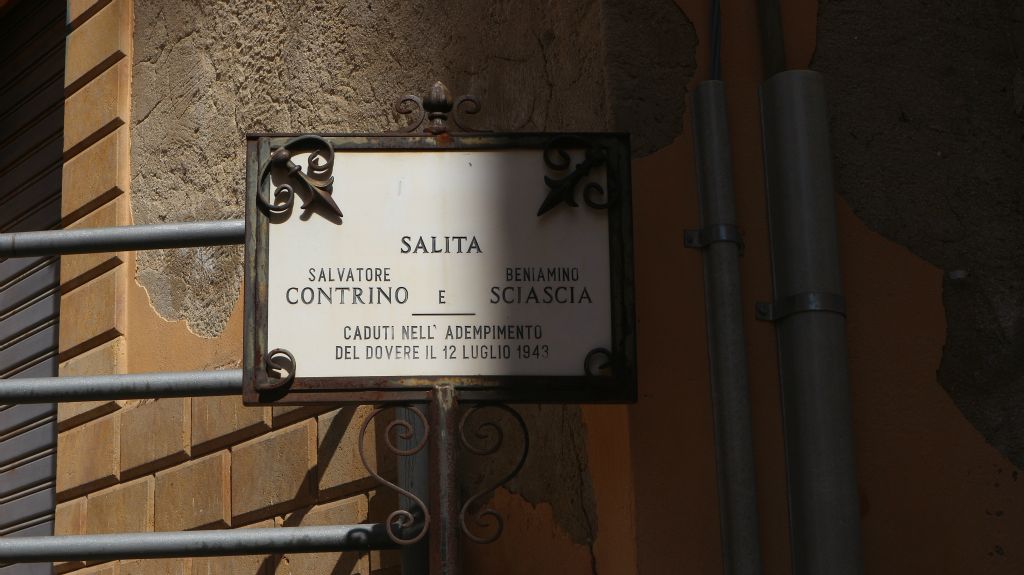 SALITA
SALVATORE BENIAMINO
CONTRINO E SCIASCIA
CADUTI NELL' ADEMPIMENTO
DEL DOVERE IL 12 LUGLIO 1943